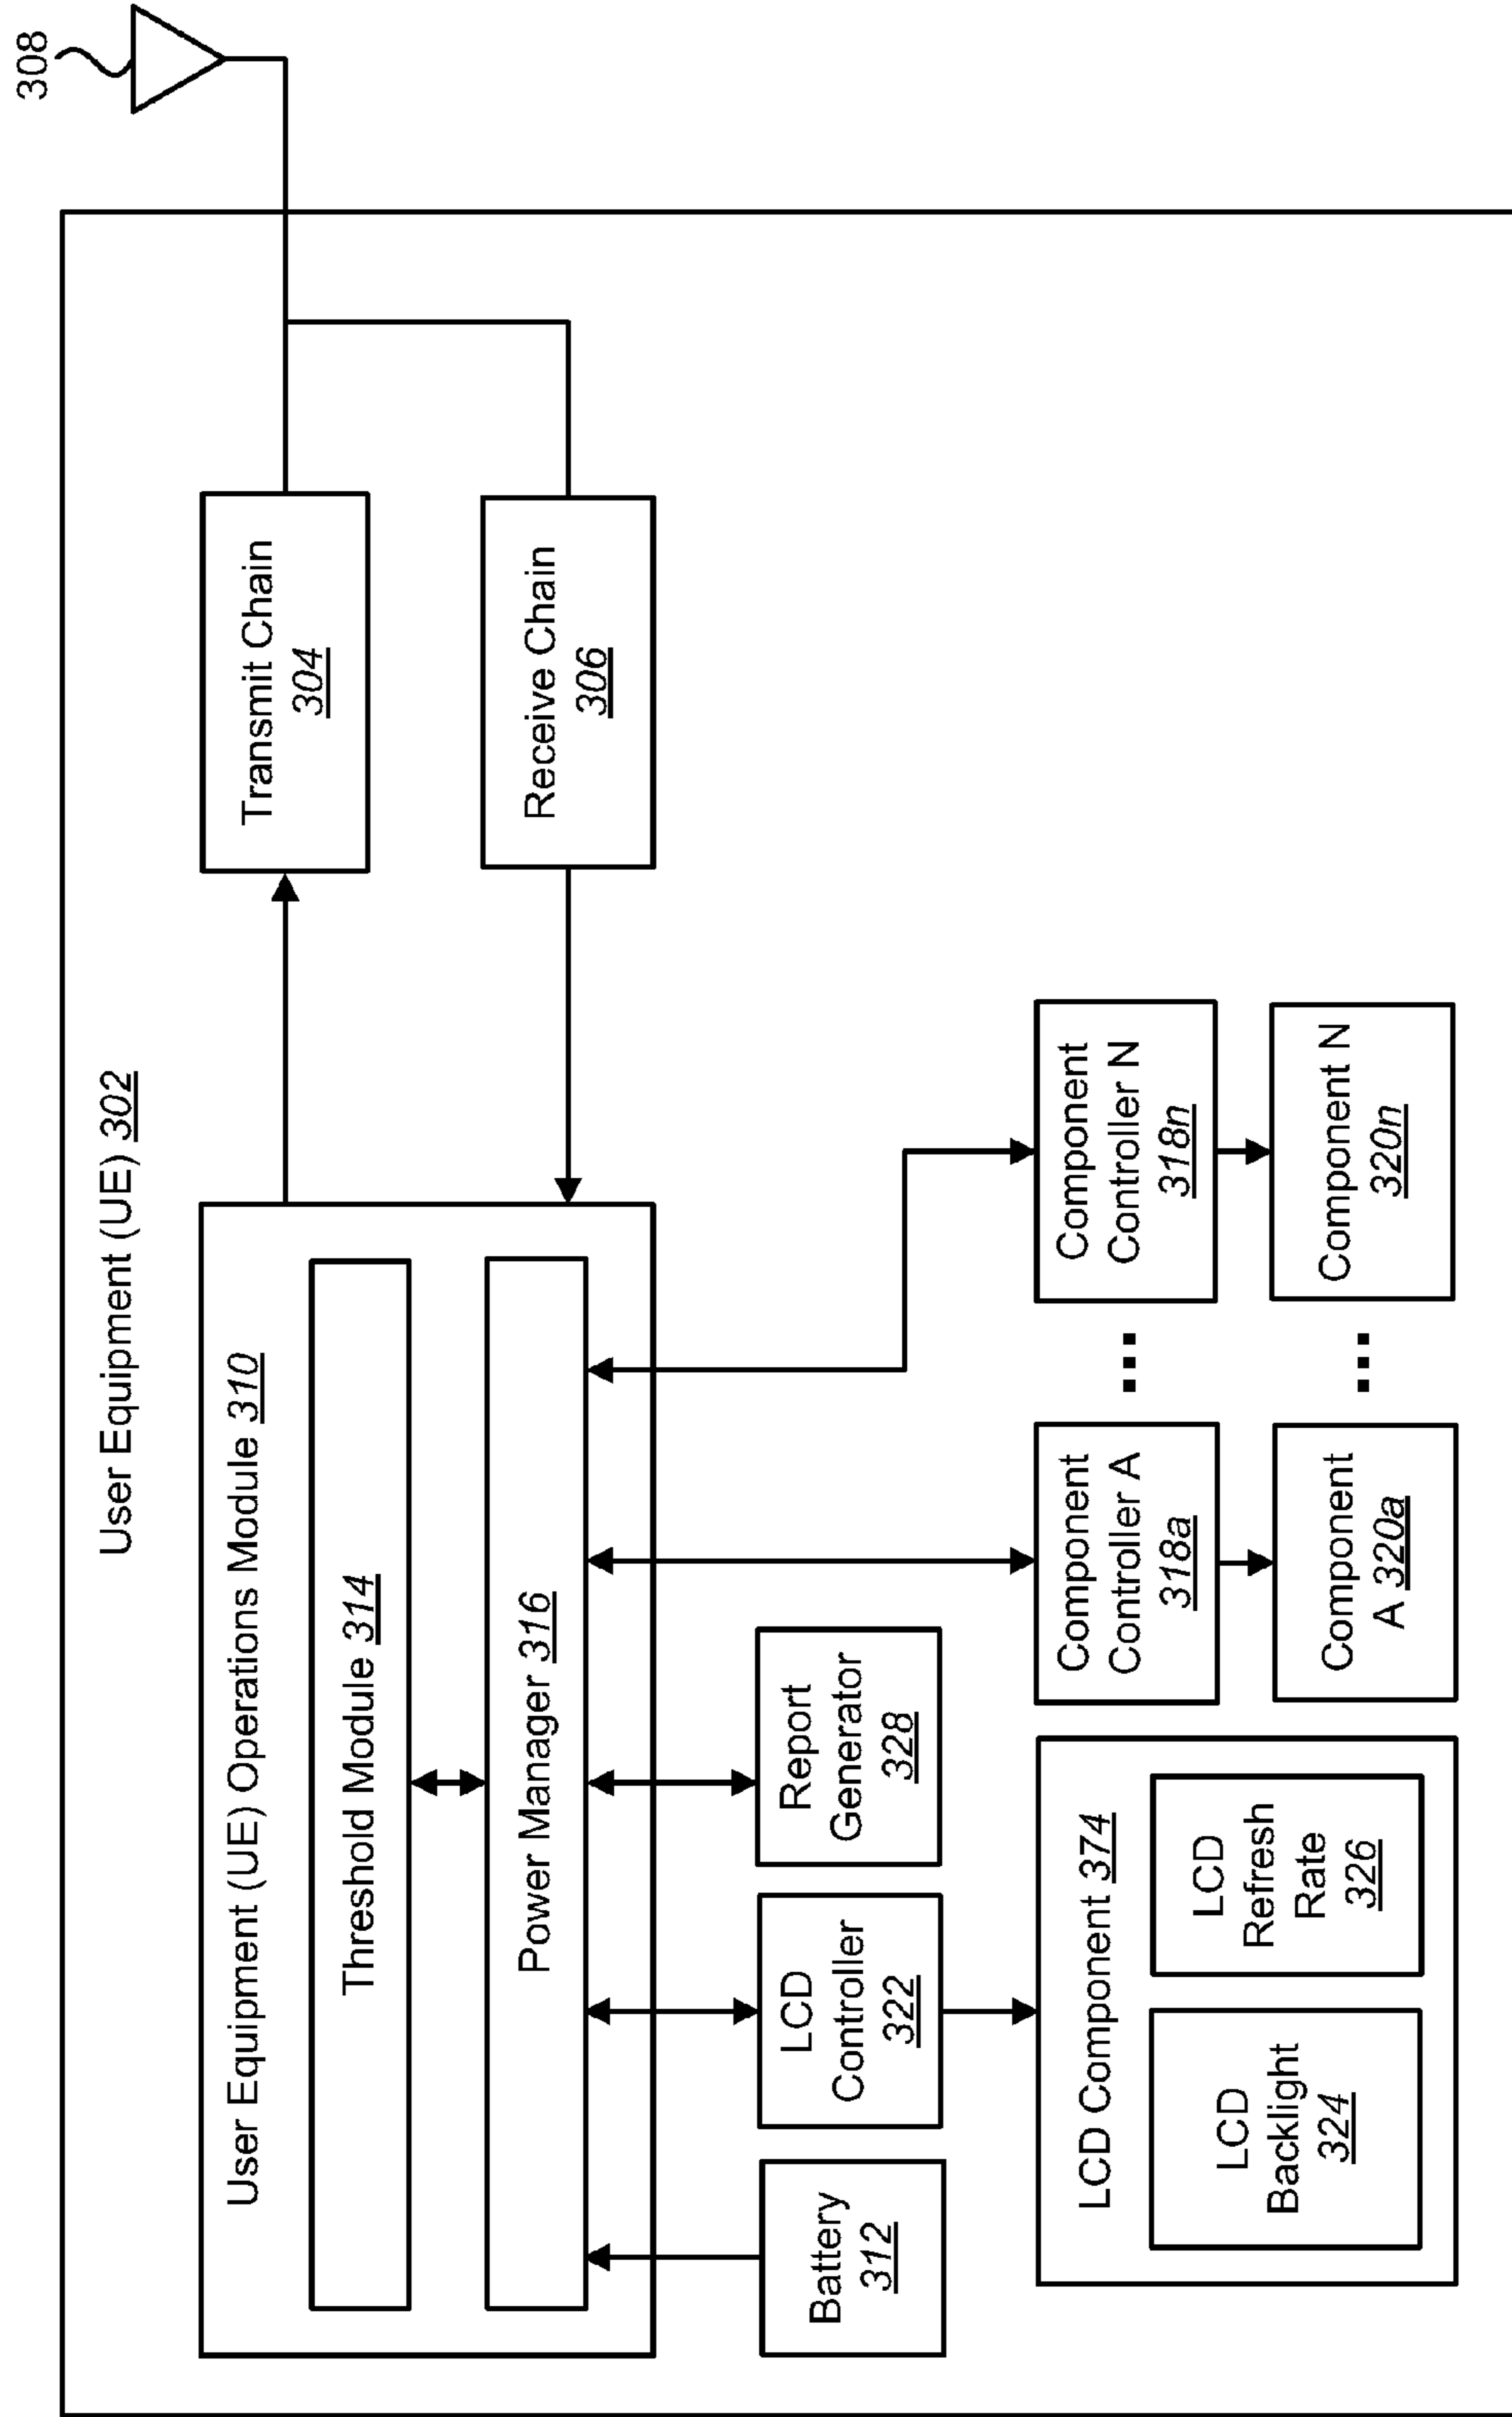 308
User Equipment (UE) 302
User Equipment (UE) Operations Module 310
Transmit Chain
304
Threshold Module 314
Receive Chain
306
Power Manager 316
Battery
312
LCD
Controller
322
Report
Generator
328
LCD Component 374
LCD
Backlight
324
LCD
Refresh
Rate
326
Component
Controller A
318a
...
Component
Controller N
318n
Component
A 320a
...
Component N
320n